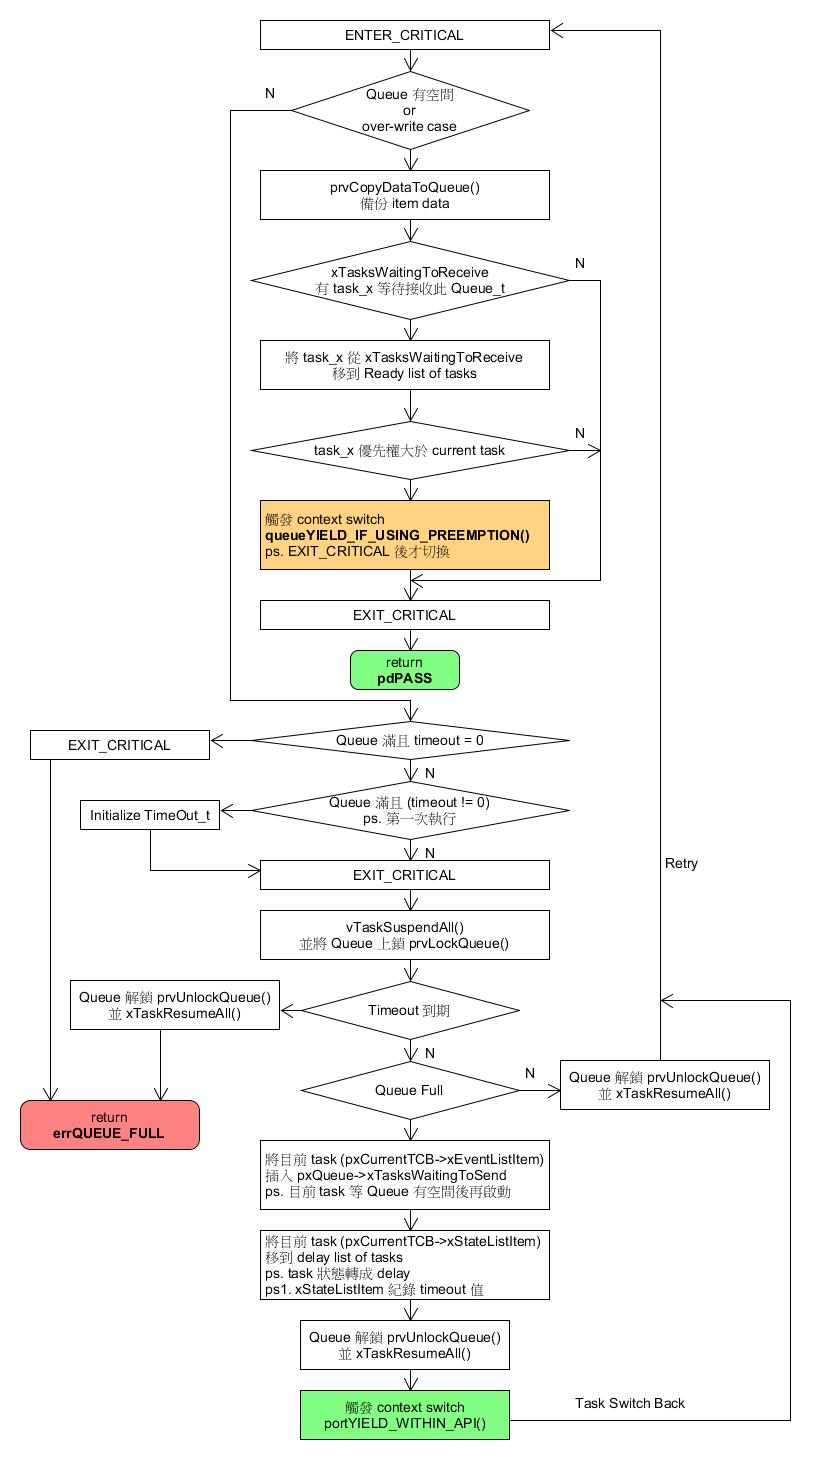 ENTER_CRITICAL
N
Queue 有空間
or
over-write case
prvCopyDataToQueue()
備份 item data
N
xTasksWaitingToReceive
有 task_x 等待接收此 Queue_t
將 task_x 從 xTasksWaitingToReceive
移到 Ready list of tasks
N
task_x 優先權大於 current task
觸發 context switch
queueYIELD_IF_USING_PREEMPTION()
ps. EXIT_CRITICAL 後才切換
EXIT_CRITICAL
return
pdPASS
Queue 滿且 timeout = 0
EXIT_CRITICAL
N
Queue 滿且 (timeout != 0)
ps. 第一次執行
Initialize TimeOut_t
N
EXIT_CRITICAL
Retry
vTaskSuspendAll()
並將 Queue 上鎖 prvLockQueue()
Queue 解鎖 prvUnlockQueue()
並 xTaskResumeAll()
Timeout 到期
N
N
Queue Full
Queue 解鎖 prvUnlockQueue()
並 xTaskResumeAll()
return
errQUEUE_FULL
將目前 task (pxCurrentTCB->xEventListItem)
插入 pxQueue->xTasksWaitingToSend
ps. 目前 task 等 Queue 有空間後再啟動
將目前 task (pxCurrentTCB->xStateListItem)
移到 delay list of tasks
ps. task 狀態轉成 delay
ps1. xStateListItem 紀錄 timeout 值
Queue 解鎖 prvUnlockQueue()
並 xTaskResumeAll()
觸發 context switch
portYIELD_WITHIN_API()
Task Switch Back